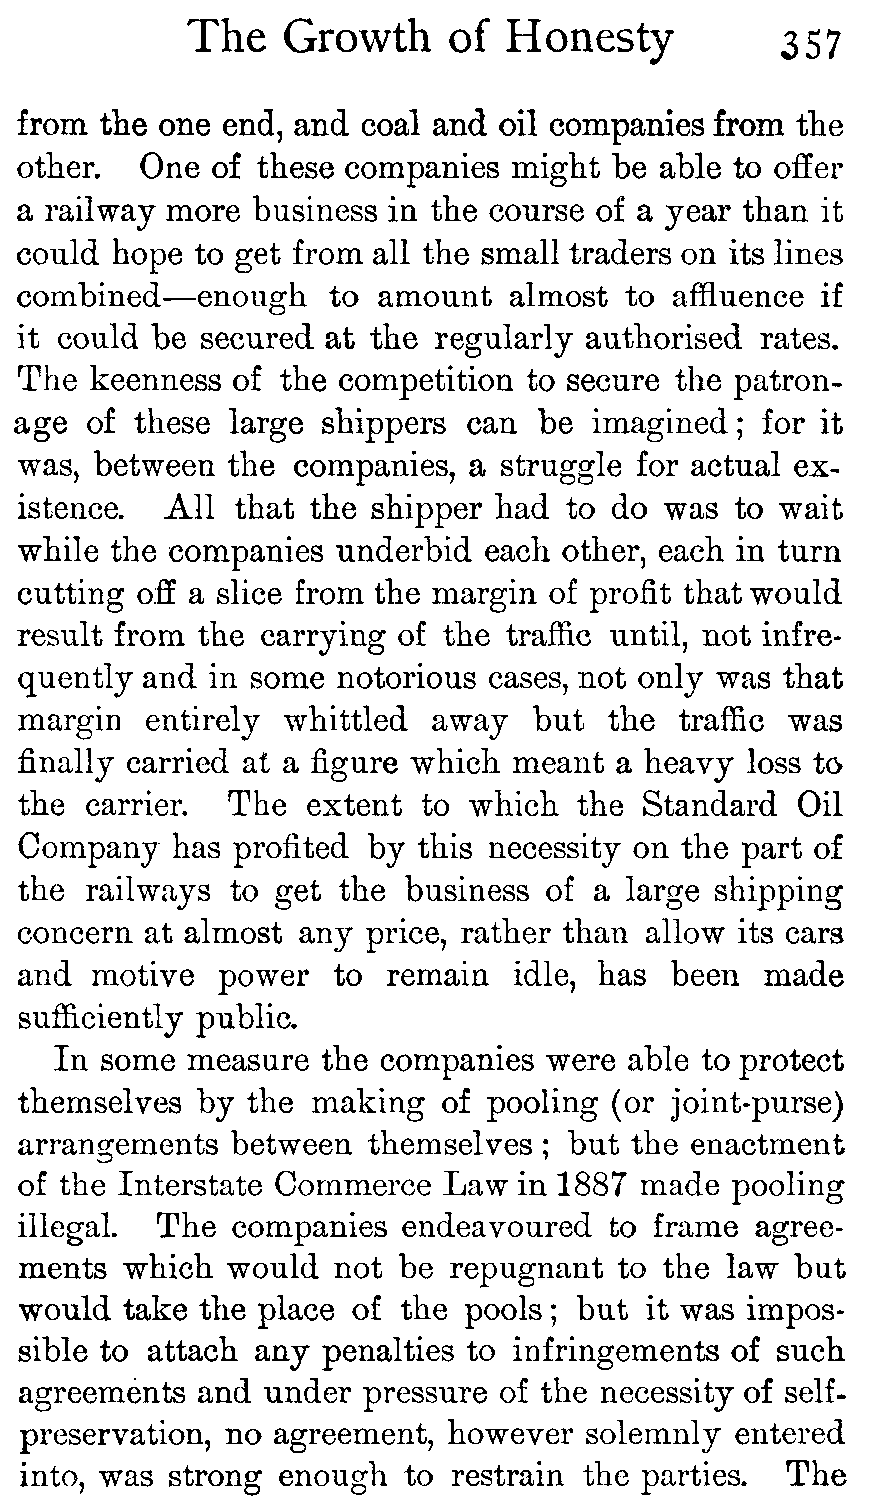 The Growth of Honesty 357
from the one end, and coal and oil companies from the
other. One of these companies might be able to offer
a railway more business in the course of a year than it
could hope to get from all the small traders on its lines
combined—enough to amount almost to affluence if
it could be secured at the regularly authorised rates.
The keenness of the competition to secure the patron-
age of these large shippers can be imagined; for it
was, between the companies, a struggle for actual ex-
istence. All that the shipper had to do was to wait
while the companies underbid each other, each in turn
cutting off a slice from the margin of profit that would
result from the carrying of the traffic until, not infre-
quently and in some notorious cases, not only was that
margin entirely whittled away but the traffic was
finally carried at a figure which meant a heavy loss to
the carrier. The extent to which the Standard Oil
Company has profited by this necessity on the part of
the railways to get the business of a large shipping
concern at almost any price, rather than allow its cars
and motive power to remain idle, has been made
sufficiently public.
In some measure the companies were able to protect
themselves by the making of pooling (or joint-purse)
arrangements between themselves; but the enactment
of the Interstate Commerce Law in 1887 made pooling
illegal. The companies endeavoured to frame agree-
ments which would not be repugnant to the law but
would take the place of the pools; but it was impos-
sible to attach any penalties to infringements of such
agreements and under pressure of the necessity of self-
preservation, no agreement, however solemnly entered
into, was strong enough to restrain the parties. The